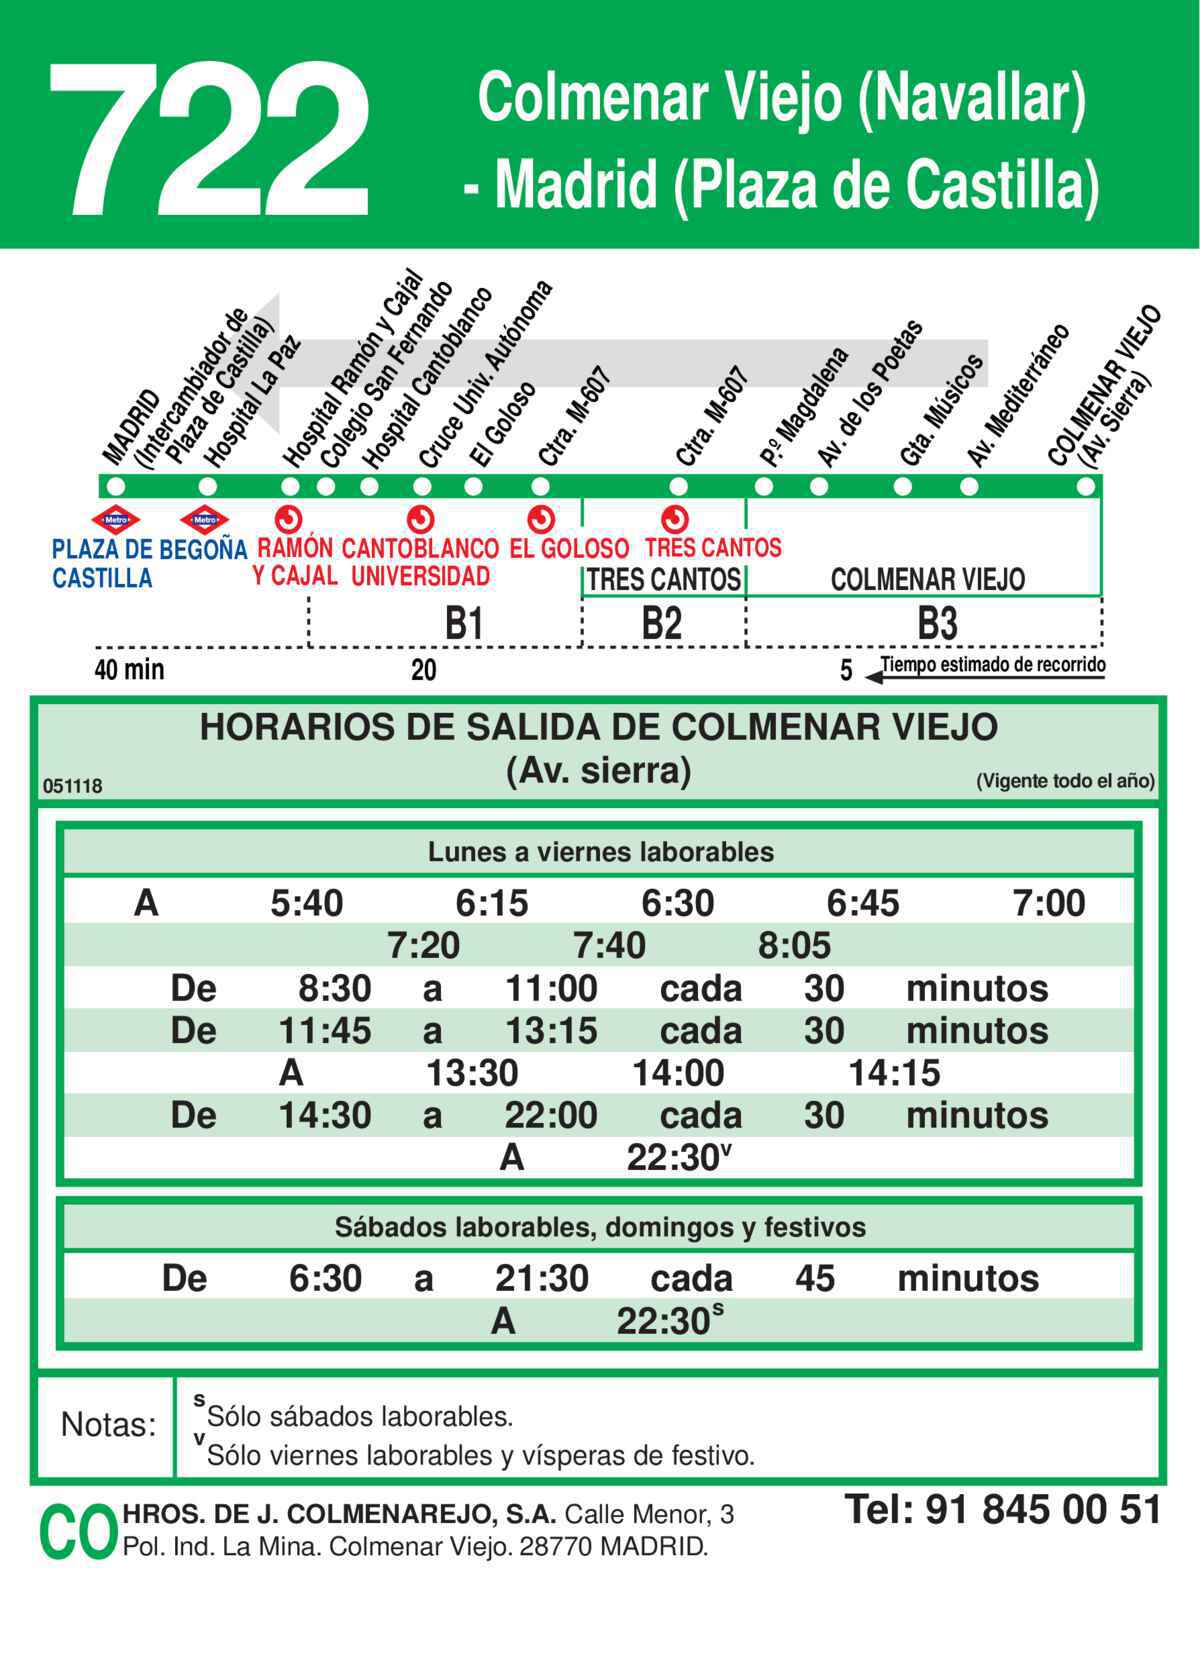 722
Colmenar Viejo (Navallar)
- Madrid (Plaza de Castilla)
MADRID
(Intercambiador de
Plaza de Castilla)
Hospital La Paz
Hospital Ramón y Cajal
Colegio San Fernando
Hospital Cantoblanco
Cruce Univ. Autónoma
El Goloso
Ctra. M-607
Ctra. M-607
P.º Magdalena
Av. de los Poetas
Gta. Músicos
Av. Mediterráneo
COLMENAR VIEJO
(Av. Sierra)
Metro
Metro
PLAZA DE
CASTILLA
BEGOÑA
RAMÓN
Y CAJAL
CANTOBLANCO
UNIVERSIDAD
EL GOLOSO
TRES CANTOS
TRES CANTOS
COLMENAR VIEJO
B1
B2
B3
40 min
20
5
Tiempo estimado de recorrido
HORARIOS DE SALIDA DE COLMENAR VIEJO
(Av. sierra)
051118
(Vigente todo el año)
Lunes a viernes laborables
A 5:40 6:15 6:30 6:45 7:00
7:20 7:40 8:05
De 8:30 a 11:00 cada 30 minutos
De 11:45 a 13:15 cada 30 minutos
A 13:30 14:00 14:15
De 14:30 a 22:00 cada 30 minutos
A 22:30v
Sábados laborables, domingos y festivos
De 6:30 a 21:30 cada 45 minutos
A 22:30s
Notas:
s Sólo sábados laborables.
v Sólo viernes laborables y vísperas de festivo.
CO
HROS. DE J. COLMENAREJO, S.A. Calle Menor, 3
Pol. Ind. La Mina. Colmenar Viejo. 28770 MADRID.
Tel: 91 845 00 51